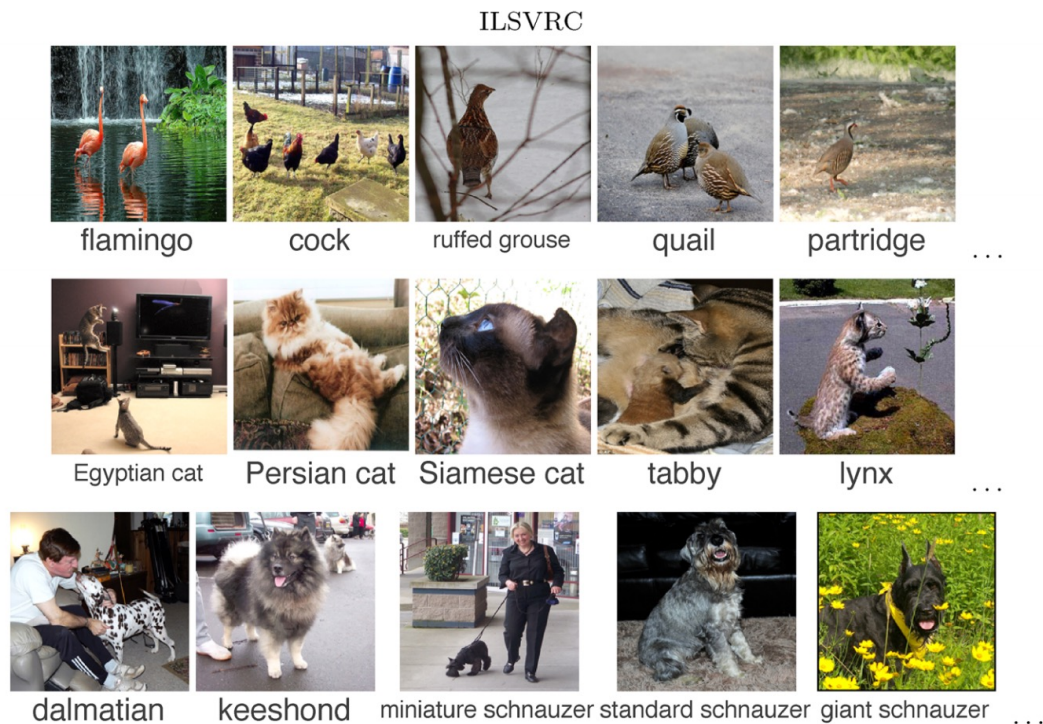 ILSVRC
flamingo cock ruffed grouse quail partridge ...
Egyptian cat Persian cat Siamese cat tabby lynx ...
dalmatian keeshond miniature schnauzer standard schnauzer giant schnauzer ...